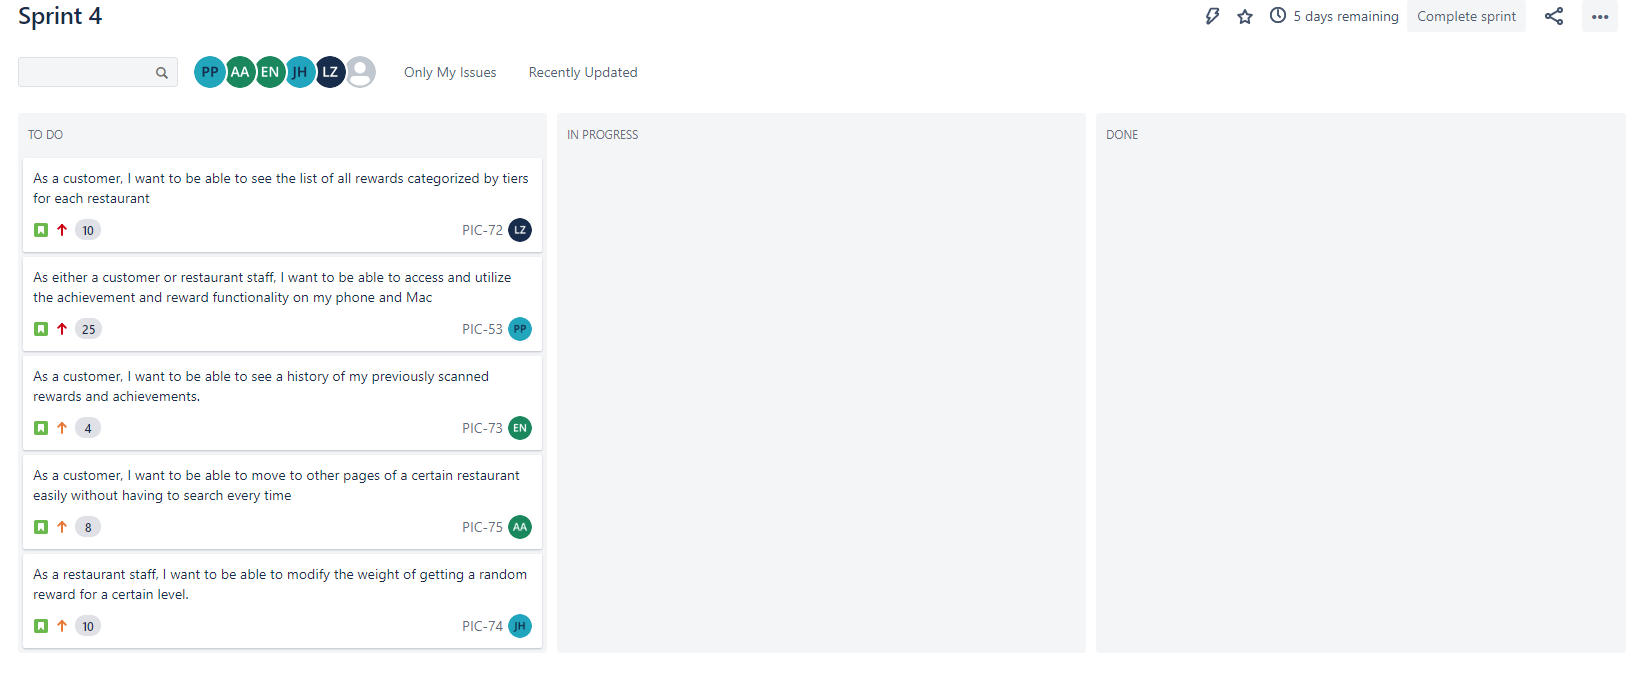 Sprint 4
5 days remaining
Complete sprint
PP AA EN JH LZ
Only My Issues
Recently Updated
TO DO
As a customer, I want to be able to see the list of all rewards categorized by tiers
for each restaurant
10 PIC-72 LZ
As either a customer or restaurant staff, I want to be able to access and utilize
the achievement and reward functionality on my phone and Mac
25 PIC-53 PP
As a customer, I want to be able to see a history of my previously scanned
rewards and achievements.
4 PIC-73 EN
As a customer, I want to be able to move to other pages of a certain restaurant
easily without having to search every time
8 PIC-75 AA
As a restaurant staff, I want to be able to modify the weight of getting a random
reward for a certain level.
10 PIC-74 JH
IN PROGRESS
DONE